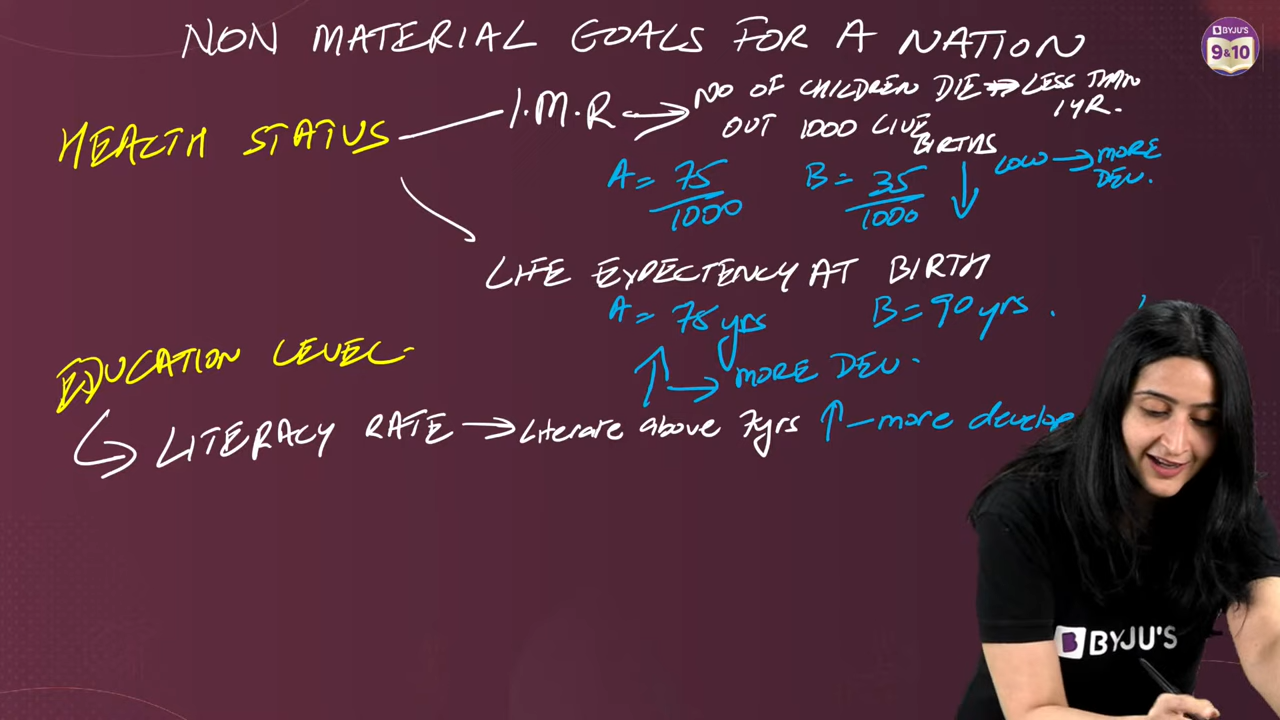 NON MATERIAL GOALS FOR A NATION
BYJU'S
9&10
HEALTH STATUS
I.M.R → NO OF CHILDREN DIE → LESS THAN 1 YR.
OUT 1000 LIVE BIRTHS
A = 75/1000 B = 35/1000 ↓ LOW → MORE DEV.
LIFE EXPECTENCY AT BIRTH
A = 75 yrs B = 90 yrs.
↑ → MORE DEV.
EDUCATION LEVEL
LITERACY RATE → Literate above 7yrs ↑ - more develop
BYJU'S